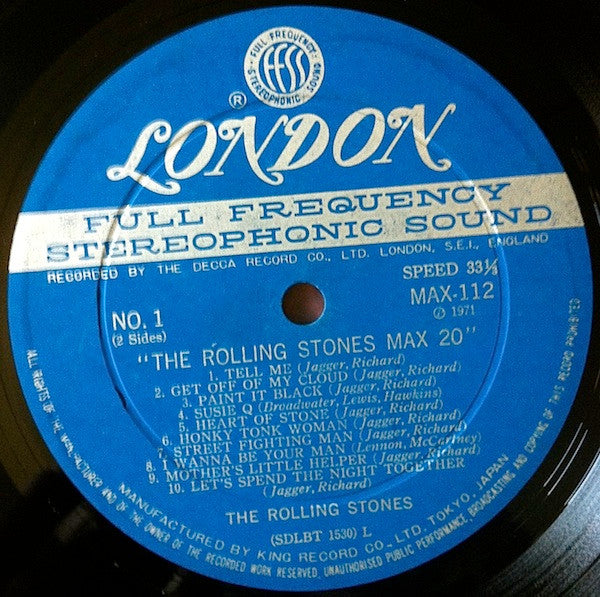 FULL FREQUENCY
ffss
STEREOPHONIC SOUND
®
LONDON
FULL FREQUENCY
STEREOPHONIC SOUND
RECORDED BY THE DECCA RECORD CO., LTD. LONDON, S.E.I., ENGLAND
SPEED 33⅓
NO. 1
(2 Sides)
MAX-112
Ⓟ 1971
"THE ROLLING STONES MAX 20"
1. TELL ME (Jagger, Richard)
2. GET OFF OF MY CLOUD (Jagger, Richard)
3. PAINT IT BLACK (Jagger, Richard)
4. SUSIE Q (Broadwater, Lewis, Hawkins)
5. HEART OF STONE (Jagger, Richard)
6. HONKY TONK WOMAN (Jagger, Richard)
7. STREET FIGHTING MAN (Jagger, Richard)
8. I WANNA BE YOUR MAN (Lennon, McCartney)
9. MOTHER'S LITTLE HELPER (Jagger, Richard)
10. LET'S SPEND THE NIGHT TOGETHER
(Jagger, Richard)
THE ROLLING STONES
(SDLBT 1530) L
MANUFACTURED BY KING RECORD CO., LTD. TOKYO, JAPAN
ALL RIGHTS OF THE MANUFACTURER AND OF THE OWNER OF THE RECORDED WORK RESERVED. UNAUTHORISED PUBLIC PERFORMANCE, BROADCASTING AND COPYING OF THIS RECORD PROHIBITED